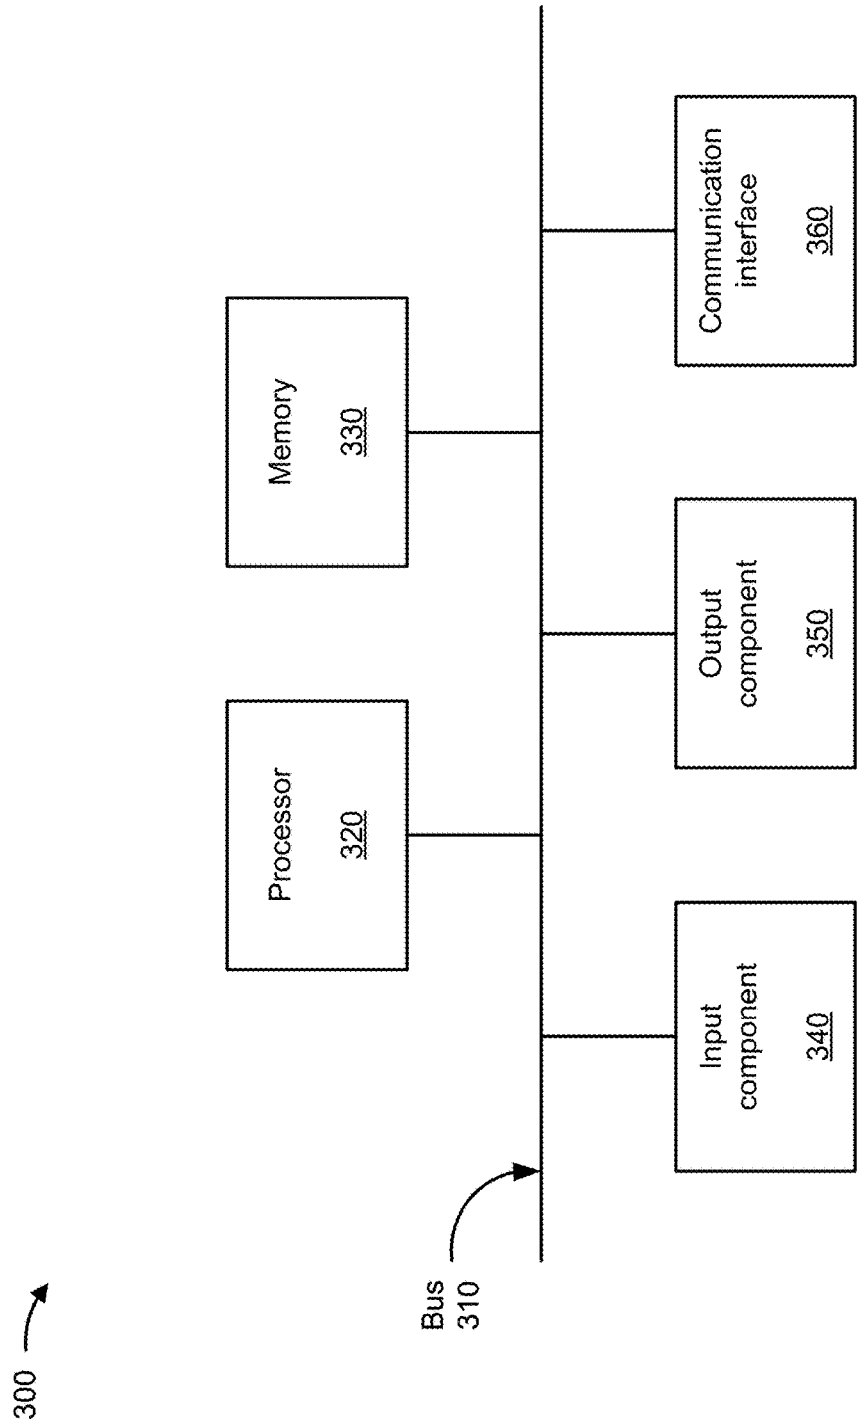 300
Bus
310
Processor
320
Memory
330
Input
component
340
Output
component
350
Communication
interface
360